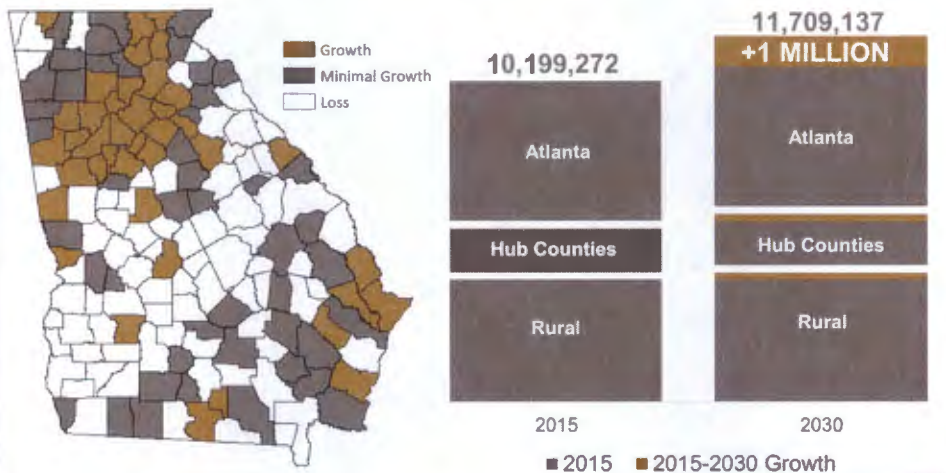 Growth
Minimal Growth
Loss
10,199,272
Atlanta
Hub Counties
Rural
2015
11,709,137
+1 MILLION
Atlanta
Hub Counties
Rural
2030
2015 2015-2030 Growth